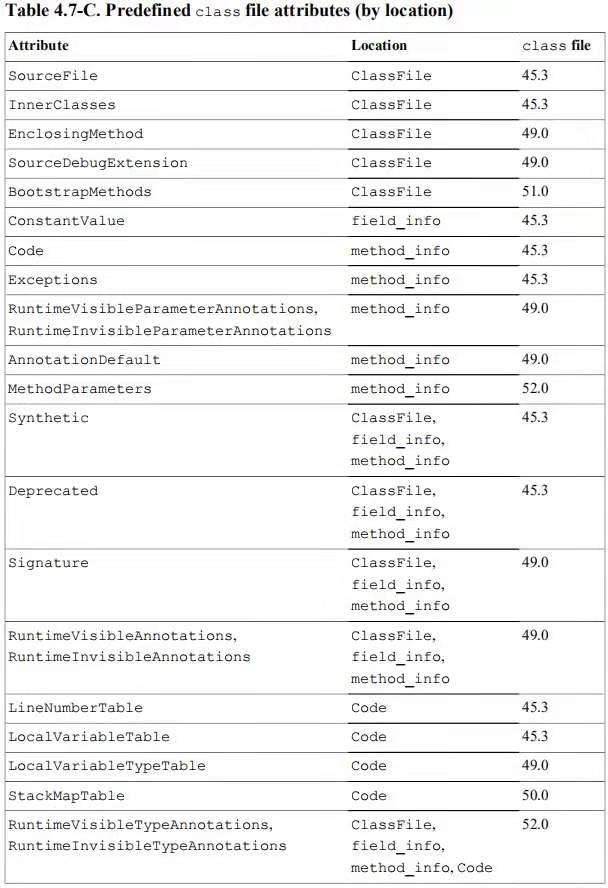 Table 4.7-C. Predefined class file attributes (by location)
Attribute Location class file
SourceFile ClassFile 45.3
InnerClasses ClassFile 45.3
EnclosingMethod ClassFile 49.0
SourceDebugExtension ClassFile 49.0
BootstrapMethods ClassFile 51.0
ConstantValue field_info 45.3
Code method_info 45.3
Exceptions method_info 45.3
RuntimeVisibleParameterAnnotations, method_info 49.0
RuntimeInvisibleParameterAnnotations
AnnotationDefault method_info 49.0
MethodParameters method_info 52.0
Synthetic ClassFile, 45.3
field_info,
method_info
Deprecated ClassFile, 45.3
field_info,
method_info
Signature ClassFile, 49.0
field_info,
method_info
RuntimeVisibleAnnotations, ClassFile, 49.0
RuntimeInvisibleAnnotations field_info,
method_info
LineNumberTable Code 45.3
LocalVariableTable Code 45.3
LocalVariableTypeTable Code 49.0
StackMapTable Code 50.0
RuntimeVisibleTypeAnnotations, ClassFile, 52.0
RuntimeInvisibleTypeAnnotations field_info,
method_info, Code